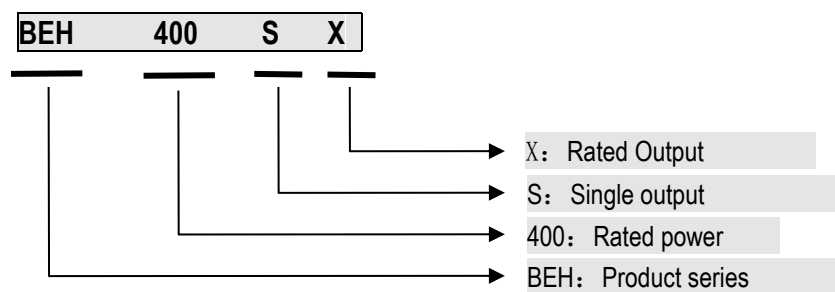 BEH 400 S X
X： Rated Output
S： Single output
400： Rated power
BEH： Product series